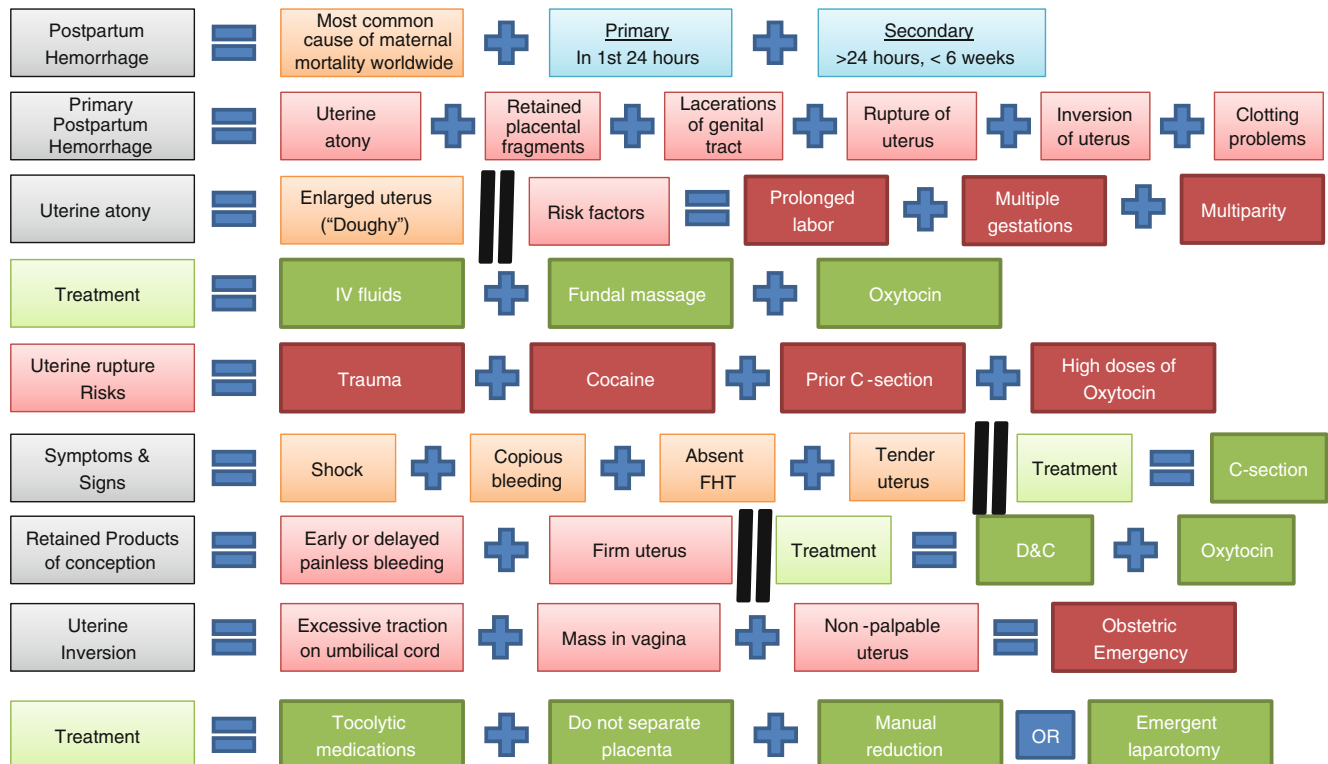 Postpartum
Hemorrhage
Most common
cause of maternal
mortality worldwide
Primary
In 1st 24 hours
Secondary
>24 hours, < 6 weeks
Primary
Postpartum
Hemorrhage
Uterine
atony
Retained
placental
fragments
Lacerations
of genital
tract
Rupture of
uterus
Inversion
of uterus
Clotting
problems
Uterine atony
Enlarged uterus
(“Doughy”)
Risk factors
Prolonged
labor
Multiple
gestations
Multiparity
Treatment
IV fluids
Fundal massage
Oxytocin
Uterine rupture
Risks
Trauma
Cocaine
Prior C-section
High doses of
Oxytocin
Symptoms &
Signs
Shock
Copious
bleeding
Absent
FHT
Tender
uterus
Treatment
C-section
Retained Products
of conception
Early or delayed
painless bleeding
Firm uterus
Treatment
D&C
Oxytocin
Uterine
Inversion
Excessive traction
on umbilical cord
Mass in vagina
Non-palpable
uterus
Obstetric
Emergency
Treatment
Tocolytic
medications
Do not separate
placenta
Manual
reduction
OR
Emergent
laparotomy